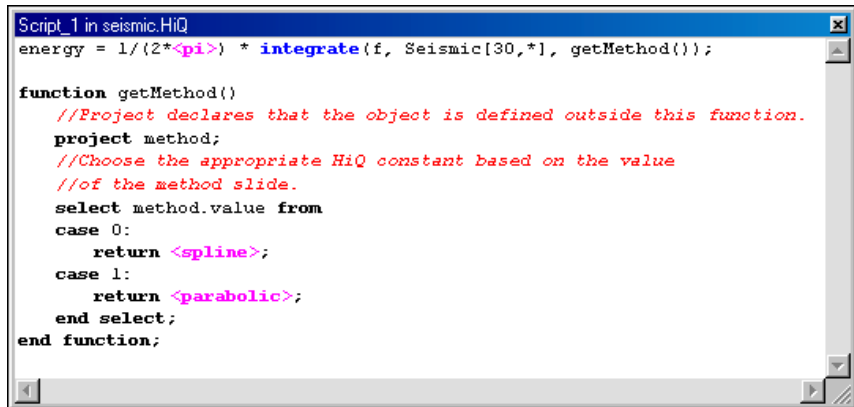 Script_1 in seismic.HiQ
energy = 1/(2*<pi>) * integrate(f, Seismic[30,*], getMethod());
function getMethod()
//Project declares that the object is defined outside this function.
project method;
//Choose the appropriate HiQ constant based on the value
//of the method slide.
select method.value from
case 0:
return <spline>;
case 1:
return <parabolic>;
end select;
end function;